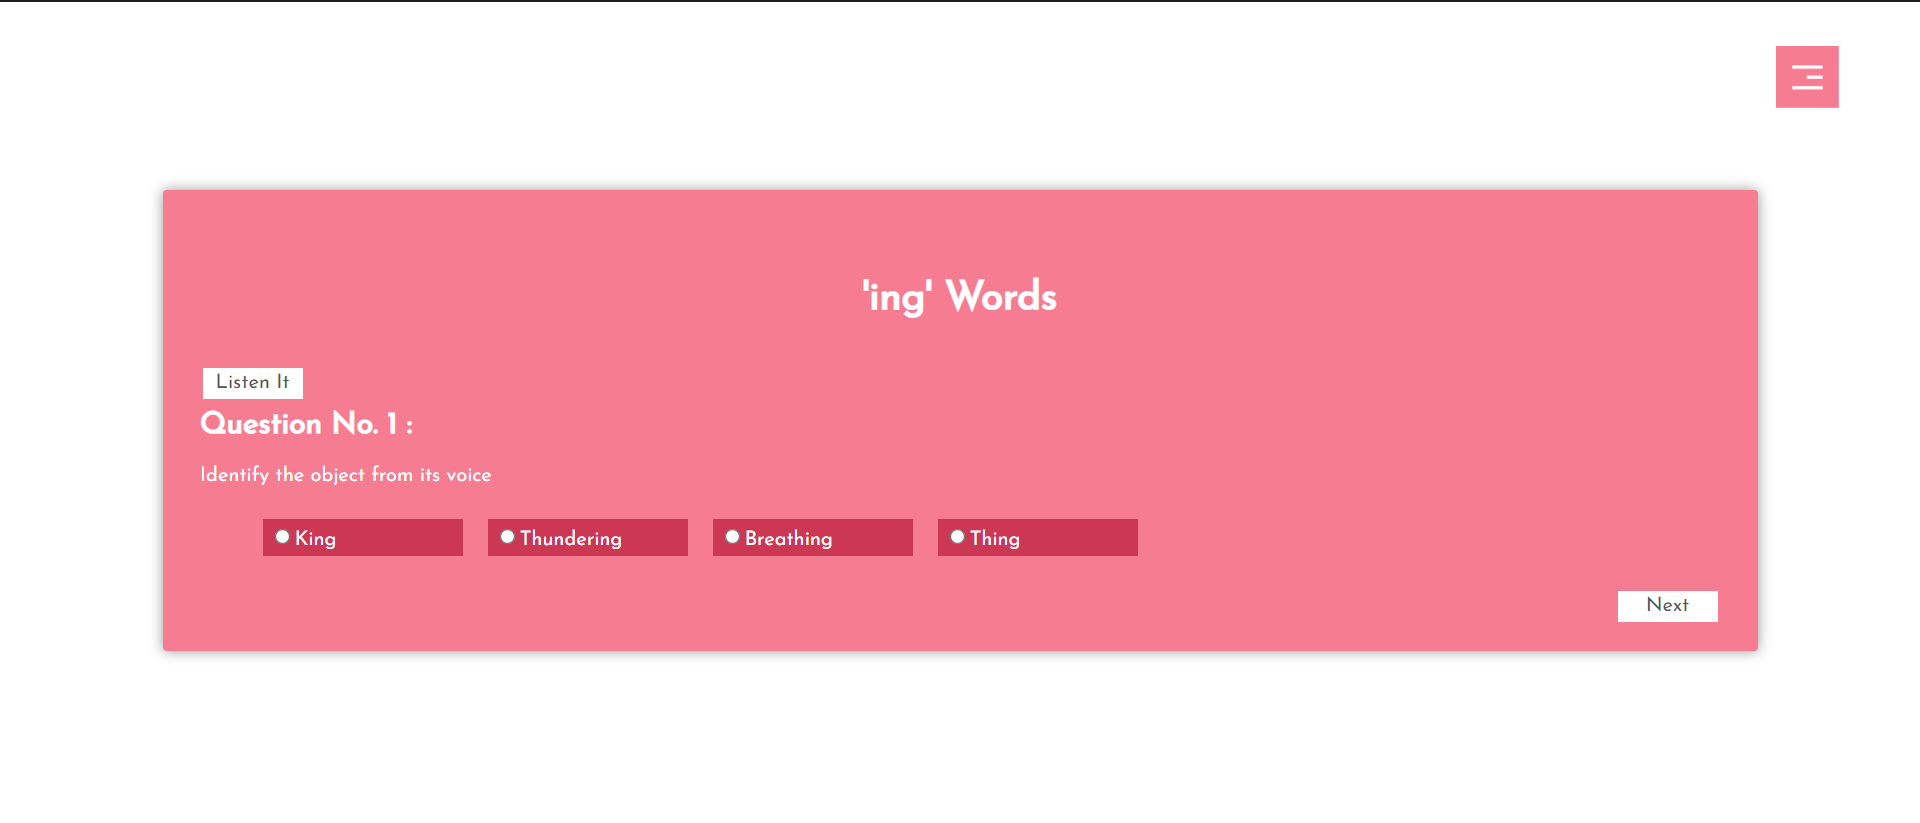 'ing' Words
Listen It
Question No. 1 :
Identify the object from its voice
King Thundering Breathing Thing
Next